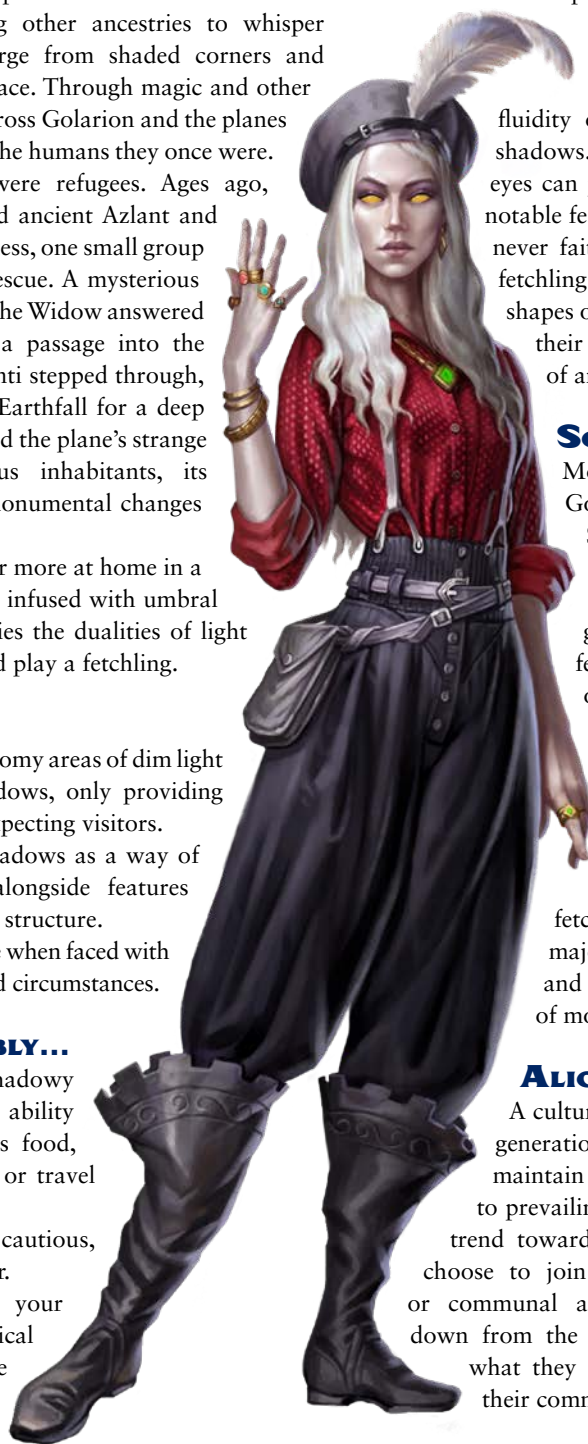 g other ancestries to whisper
rge from shaded corners and
ace. Through magic and other
ross Golarion and the planes
he humans they once were.
were refugees. Ages ago,
d ancient Azlant and
ess, one small group
escue. A mysterious
he Widow answered
a passage into the
nti stepped through,
Earthfall for a deep
d the plane's strange
us inhabitants, its
onumental changes
r more at home in a
infused with umbral
ies the dualities of light
d play a fetchling.
omy areas of dim light
dows, only providing
pecting visitors.
adows as a way of
alongside features
structure.
e when faced with
d circumstances.
BLY...
hadowy
ability
s food,
or travel
cautious,
r.
your
ical
e
fluidity
shadows.
eyes can
notable fe
never fait
fetchling
shapes o
their
of a
So
Mo
Go
S
g
fe
o
fetc
maj
and
of mo
ALIG
A cultur
generatio
maintain
to prevailin
trend toward
choose to join
or communal a
down from the
what they
their comm